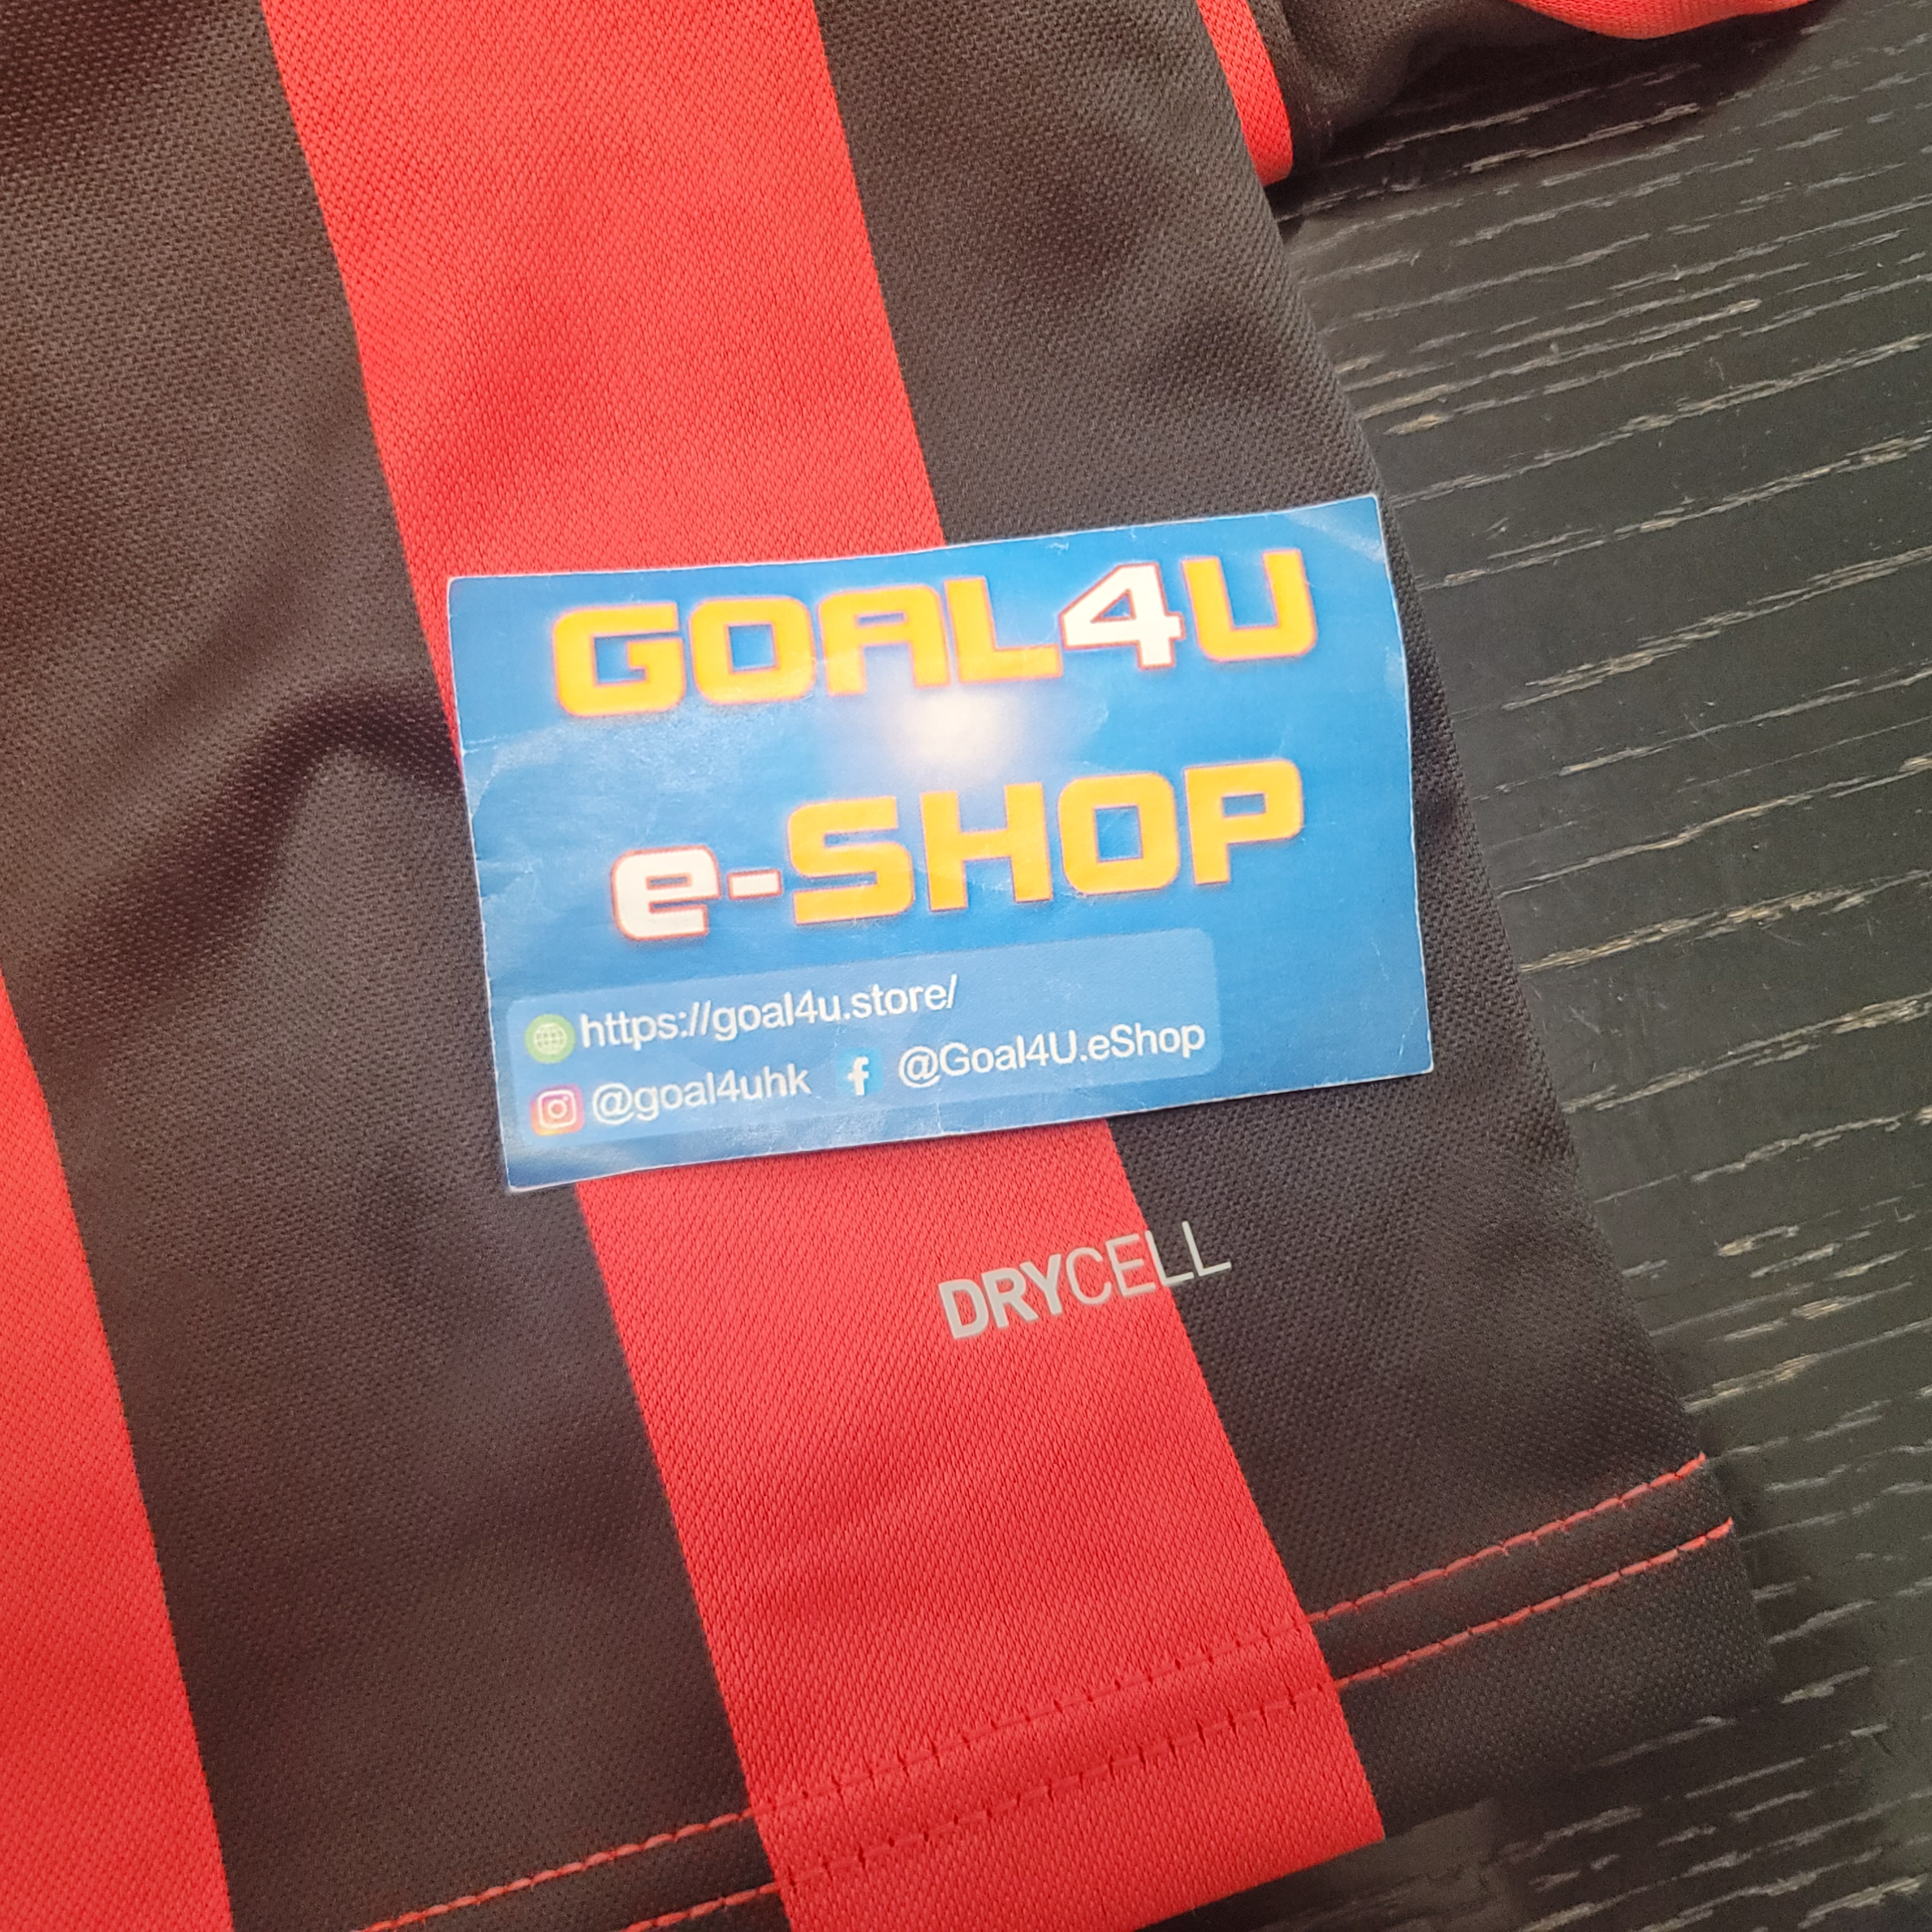 GOAL4U
e-SHOP
https://goal4u.store/
@goal4uhk @Goal4U.eShop
DRYCELL